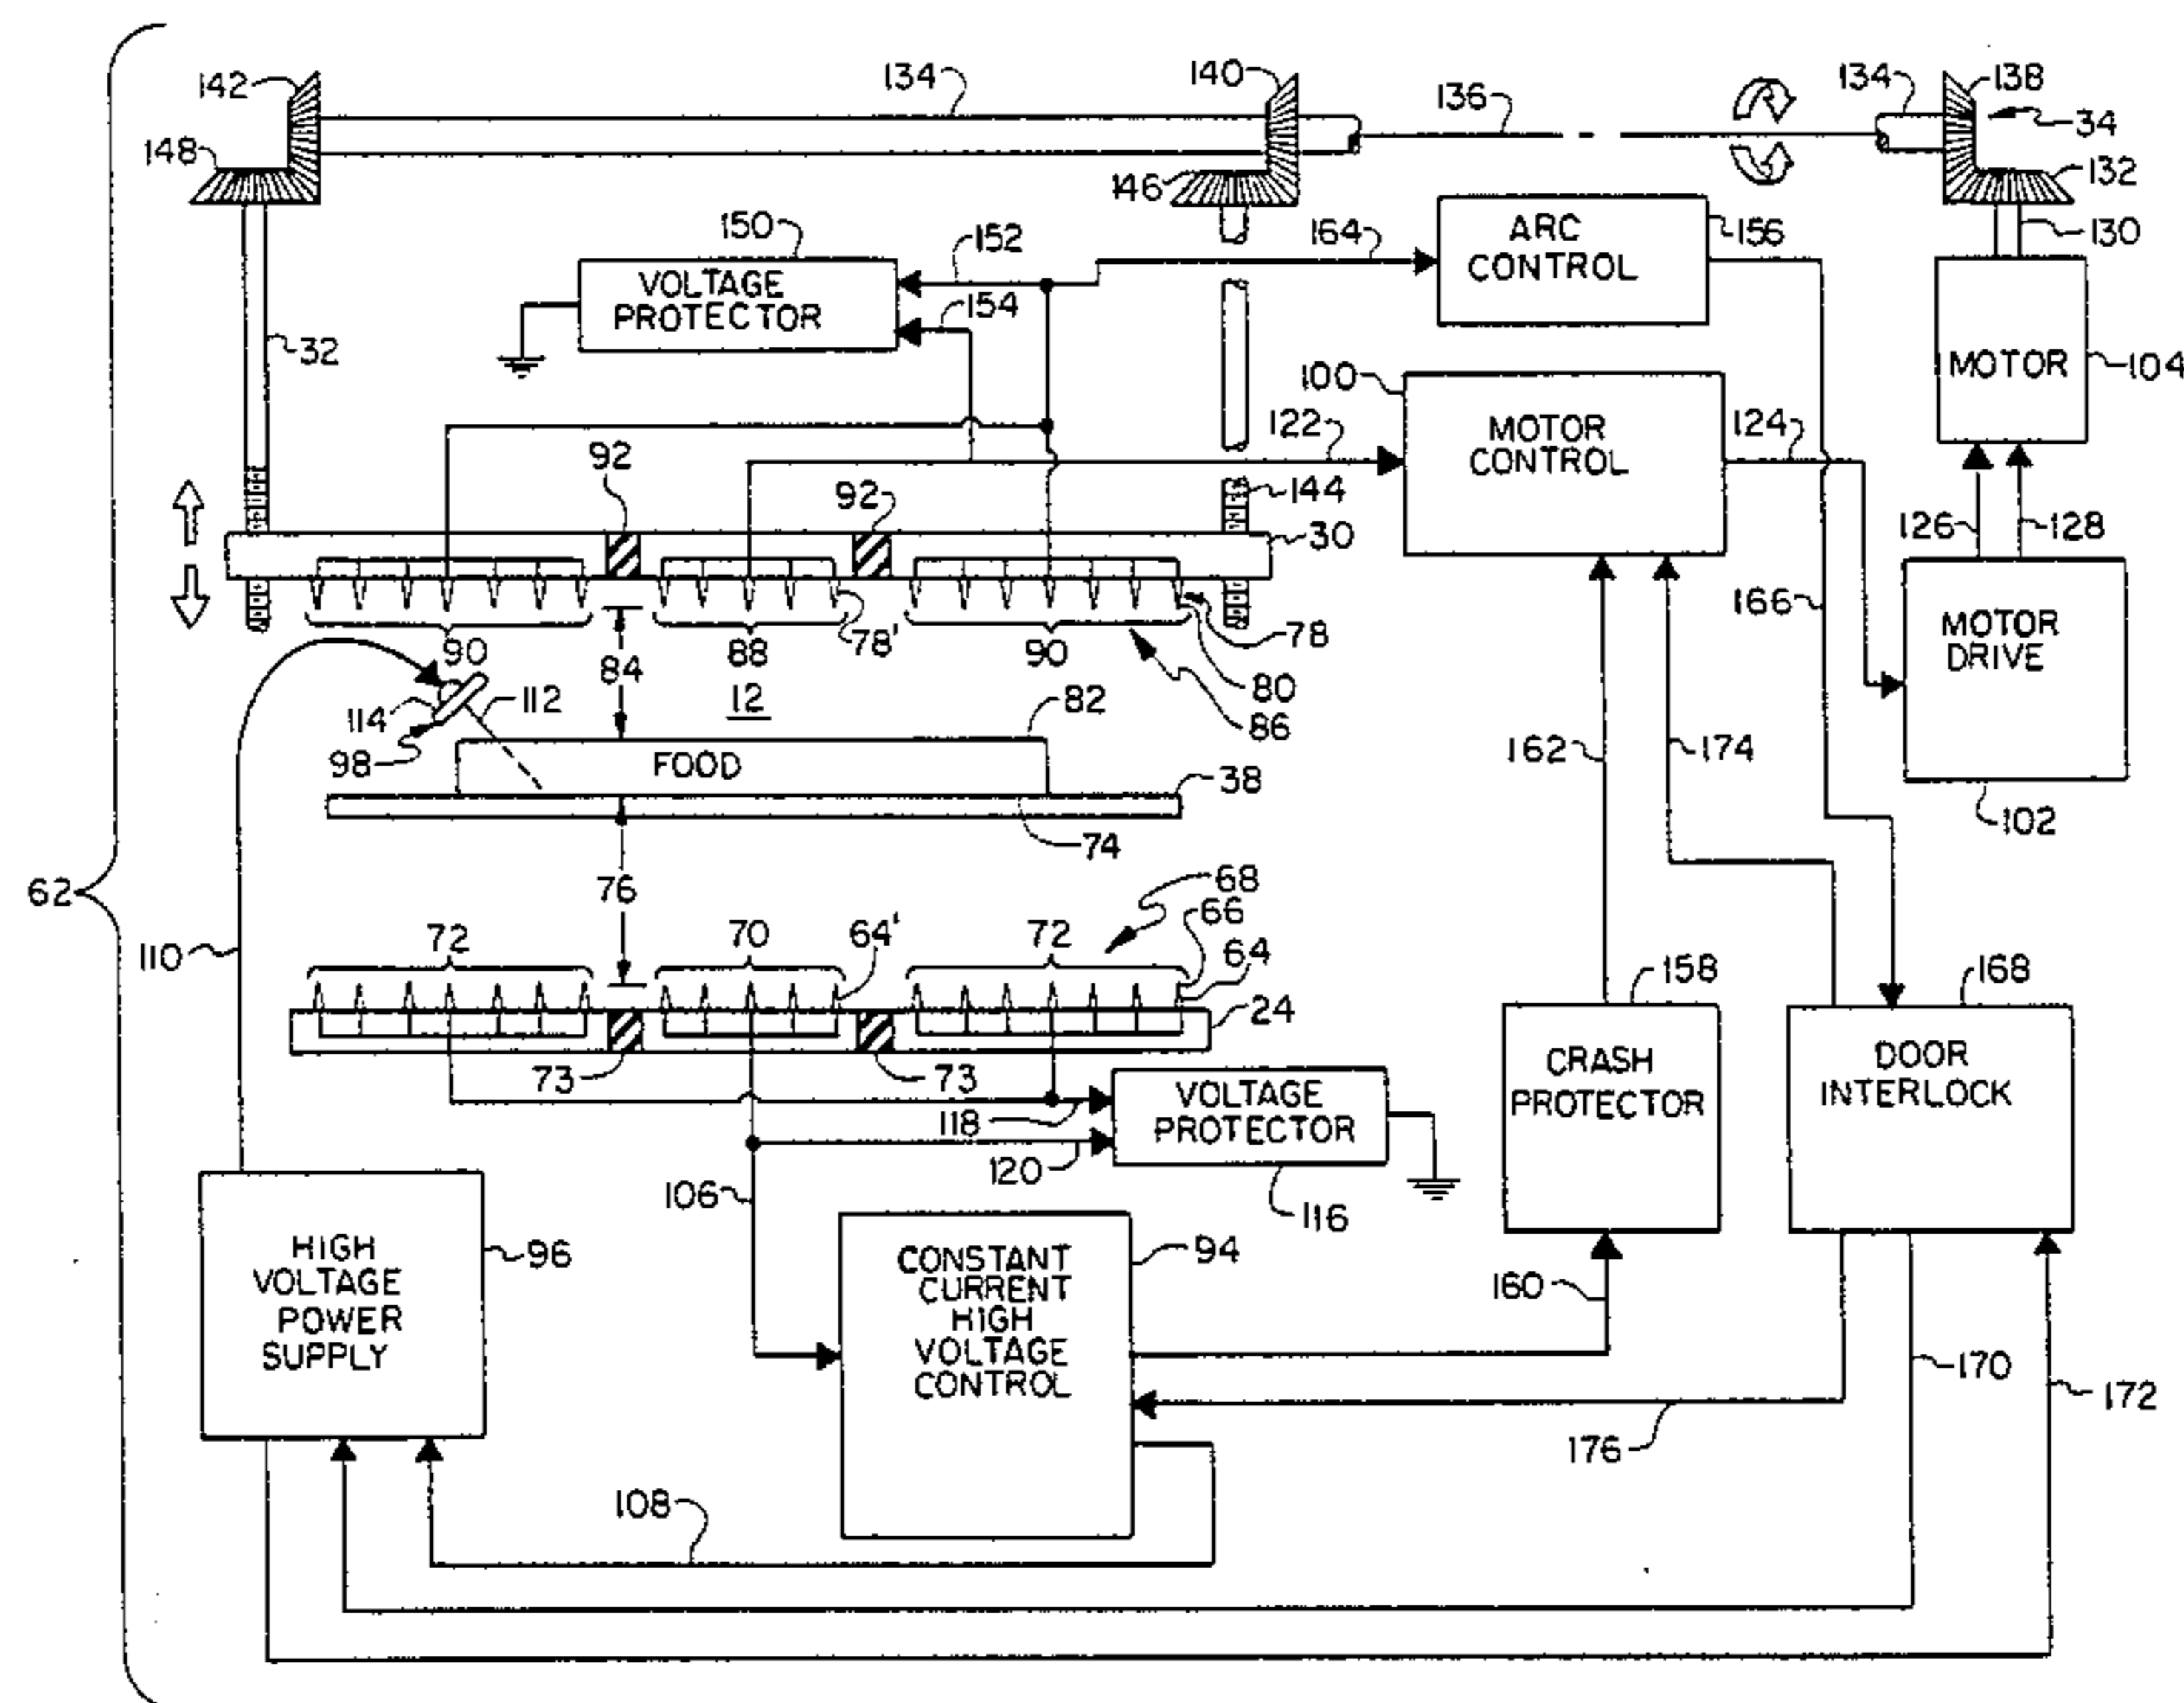 142
134
140
136
134
138
34
148
146
132
150
152
164
ARC
CONTROL
156
130
VOLTAGE
PROTECTOR
154
32
100
MOTOR
104
MOTOR
CONTROL
122
124
92
92
144
30
126
128
90
88
78'
90
78
80
86
166
MOTOR
DRIVE
84
12
82
114
112
98
FOOD
38
74
162
174
102
62
76
68
66
64
72
70
64'
72
110
24
158
168
73
73
118
120
VOLTAGE
PROTECTOR
116
CRASH
PROTECTOR
DOOR
INTERLOCK
106
HIGH
VOLTAGE
POWER
SUPPLY
96
CONSTANT
CURRENT
HIGH
VOLTAGE
CONTROL
94
160
170
172
176
108